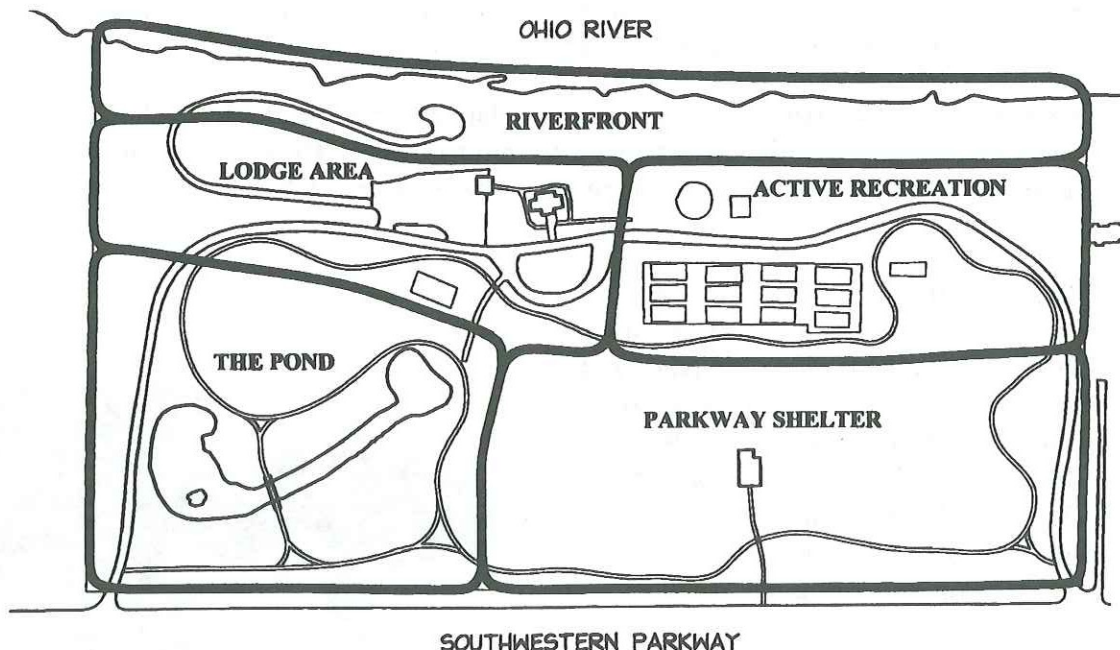 OHIO RIVER
RIVERFRONT
LODGE AREA
ACTIVE RECREATION
THE POND
PARKWAY SHELTER
SOUTHWESTERN PARKWAY